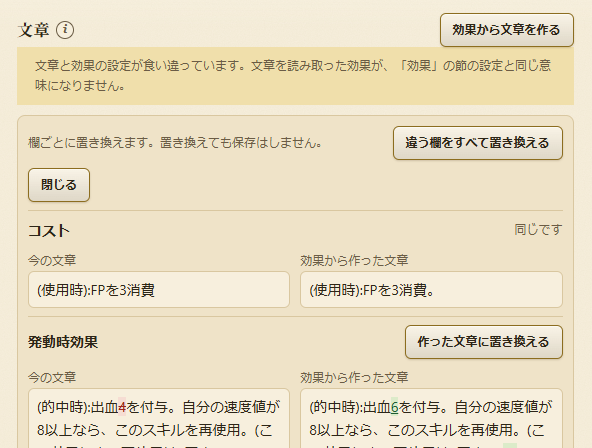 文章 i
効果から文章を作る
文章と効果の設定が食い違っています。文章を読み取った効果が、「効果」の節の設定と同じ意
味になりません。
欄ごとに置き換えます。置き換えても保存はしません。
違う欄をすべて置き換える
閉じる
コスト
同じです
今の文章
効果から作った文章
(使用時):FPを3消費
(使用時):FPを3消費。
発動時効果
作った文章に置き換える
今の文章
効果から作った文章
(的中時):出血4を付与。自分の速度値が
8以上なら、このスキルを再使用。(こ
(的中時):出血6を付与。自分の速度値が
8以上なら、このスキルを再使用。(こ